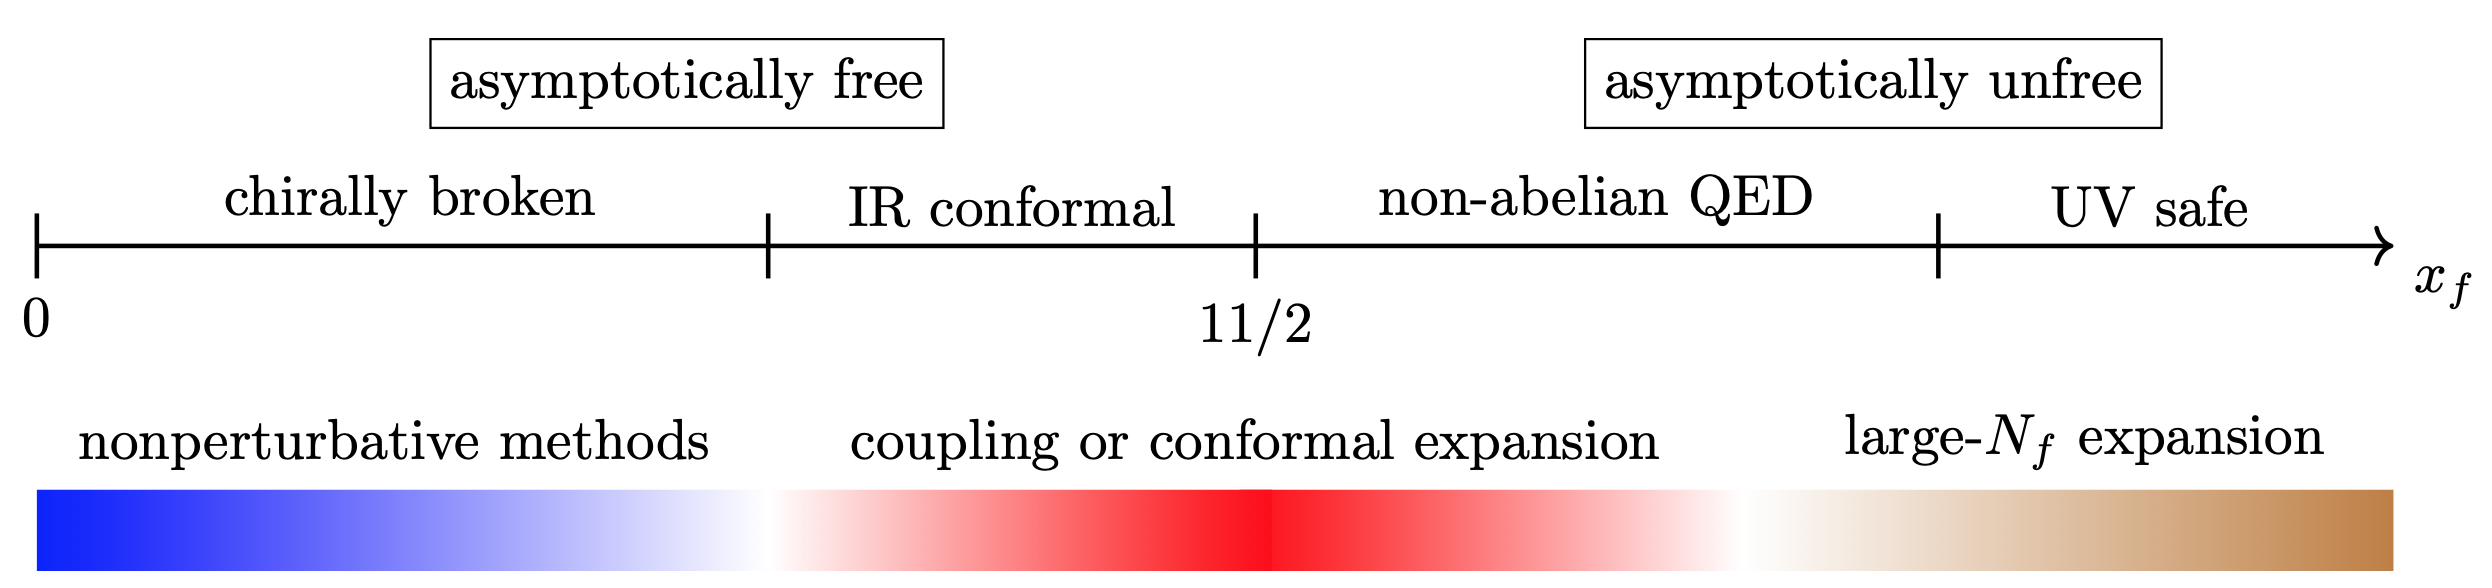 asymptotically free
asymptotically unfree
chirally broken
IR conformal
non-abelian QED
UV safe
0
11/2
x_f
nonperturbative methods
coupling or conformal expansion
large-N_f expansion